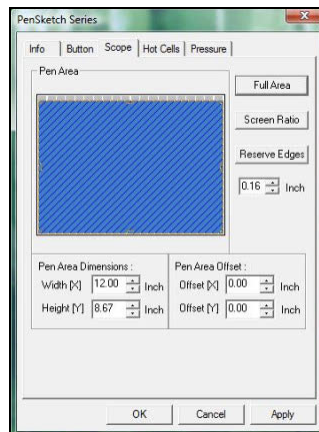 PenSketch Series
Info Button Scope Hot Cells Pressure
Pen Area
Full Area
Screen Ratio
Reserve Edges
0.16 Inch
Pen Area Dimensions :
Width [X] 12.00 Inch
Height [Y] 8.67 Inch
Pen Area Offset :
Offset [X] 0.00 Inch
Offset [Y] 0.00 Inch
OK Cancel Apply